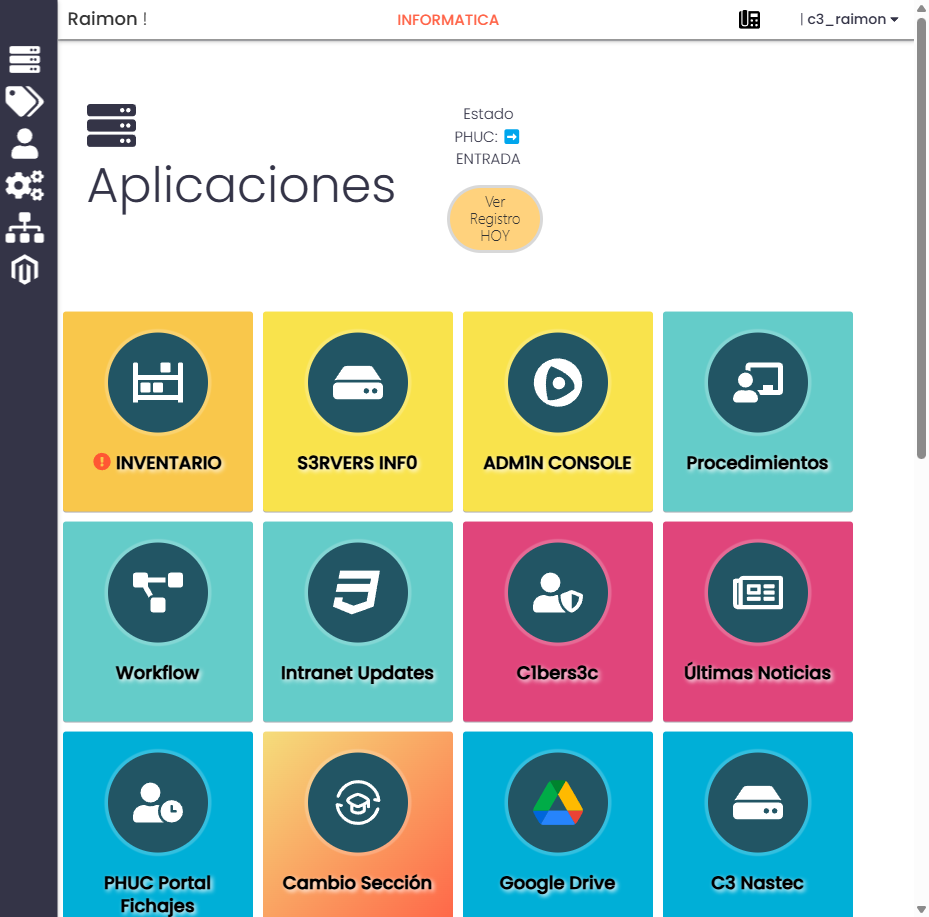 Raimon !
INFORMATICA
| c3_raimon
Aplicaciones
Estado
PHUC: ➡
ENTRADA
Ver
Registro
HOY
INVENTARIO
S3RVERS INF0
ADM1N CONSOLE
Procedimientos
Workflow
Intranet Updates
C1bers3c
Últimas Noticias
PHUC Portal
Fichajes
Cambio Sección
Google Drive
C3 Nastec